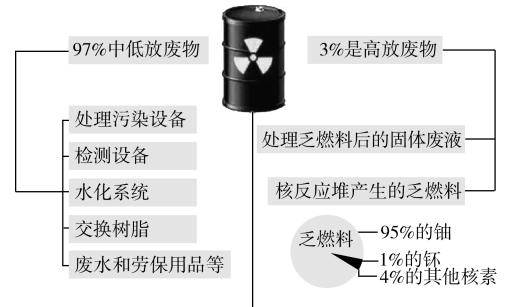 97%中低放废物
3%是高放废物
处理污染设备
检测设备
水化系统
交换树脂
废水和劳保用品等
处理乏燃料后的固体废液
核反应堆产生的乏燃料
乏燃料
95%的铀
1%的钚
4%的其他核素